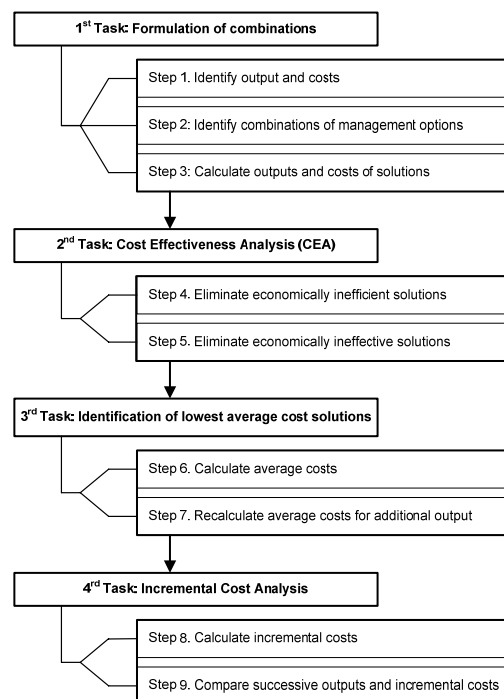 1st Task: Formulation of combinations
Step 1. Identify output and costs
Step 2: Identify combinations of management options
Step 3: Calculate outputs and costs of solutions
2nd Task: Cost Effectiveness Analysis (CEA)
Step 4. Eliminate economically inefficient solutions
Step 5. Eliminate economically ineffective solutions
3rd Task: Identification of lowest average cost solutions
Step 6. Calculate average costs
Step 7. Recalculate average costs for additional output
4rd Task: Incremental Cost Analysis
Step 8. Calculate incremental costs
Step 9. Compare successive outputs and incremental costs